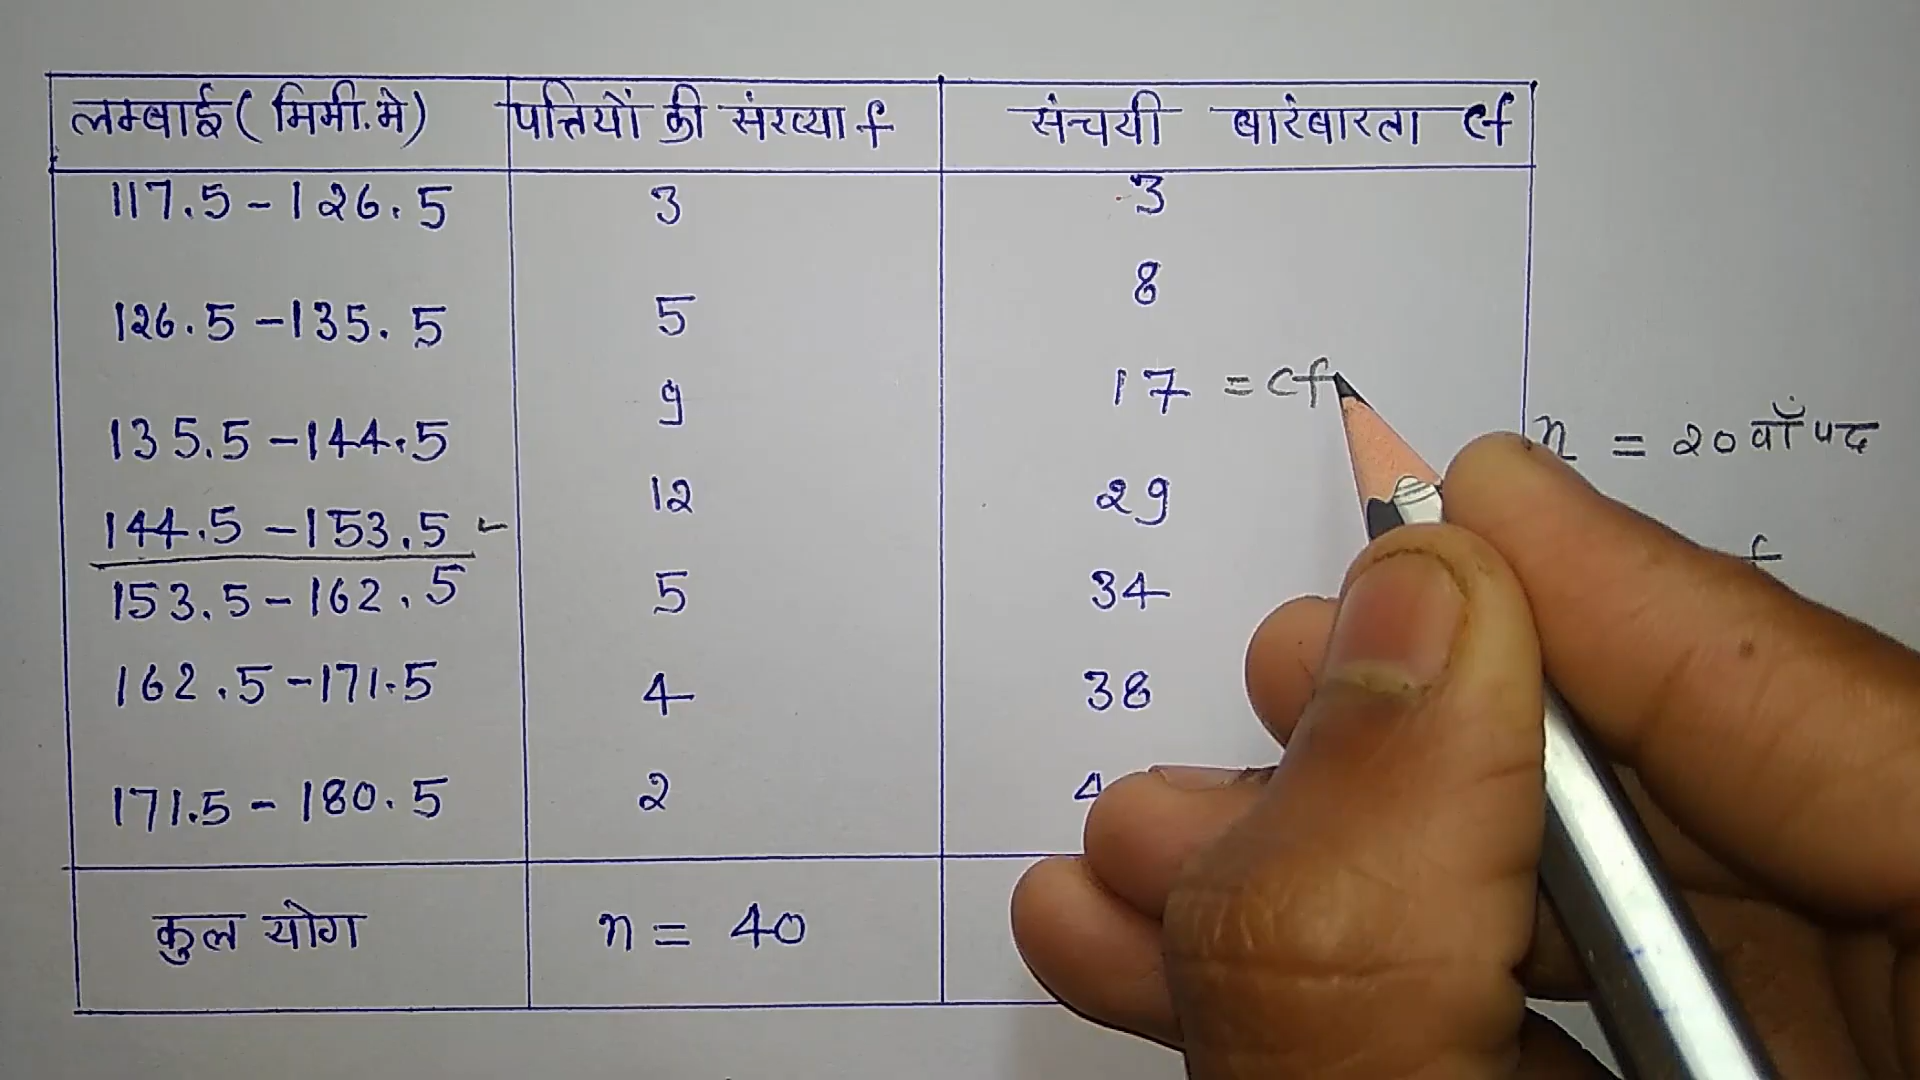 लम्बाई (मिमी.मे) पत्तियों की संख्या f संचयी बारंबारता cf
117.5-126.5 3 3
126.5-135.5 5 8
135.5-144.5 9 17 = cf
144.5-153.5 12 29
153.5-162.5 5 34
162.5-171.5 4 38
171.5-180.5 2 4
कुल योग n = 40
n = 20 वाँ पद